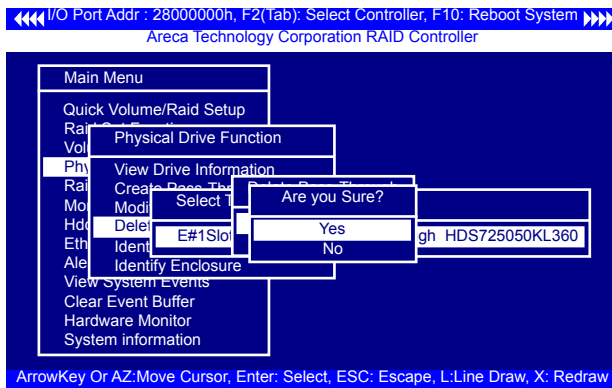 I/O Port Addr : 28000000h, F2(Tab): Select Controller, F10: Reboot System
Areca Technology Corporation RAID Controller
Main Menu
Quick Volume/Raid Setup
Physical Drive Function
View Drive Information
Select
Are you Sure?
E#1Slot
Yes
HDS725050KL360
No
Identify Enclosure
View System Events
Clear Event Buffer
Hardware Monitor
System information
ArrowKey Or AZ:Move Cursor, Enter: Select, ESC: Escape, L:Line Draw, X: Redraw